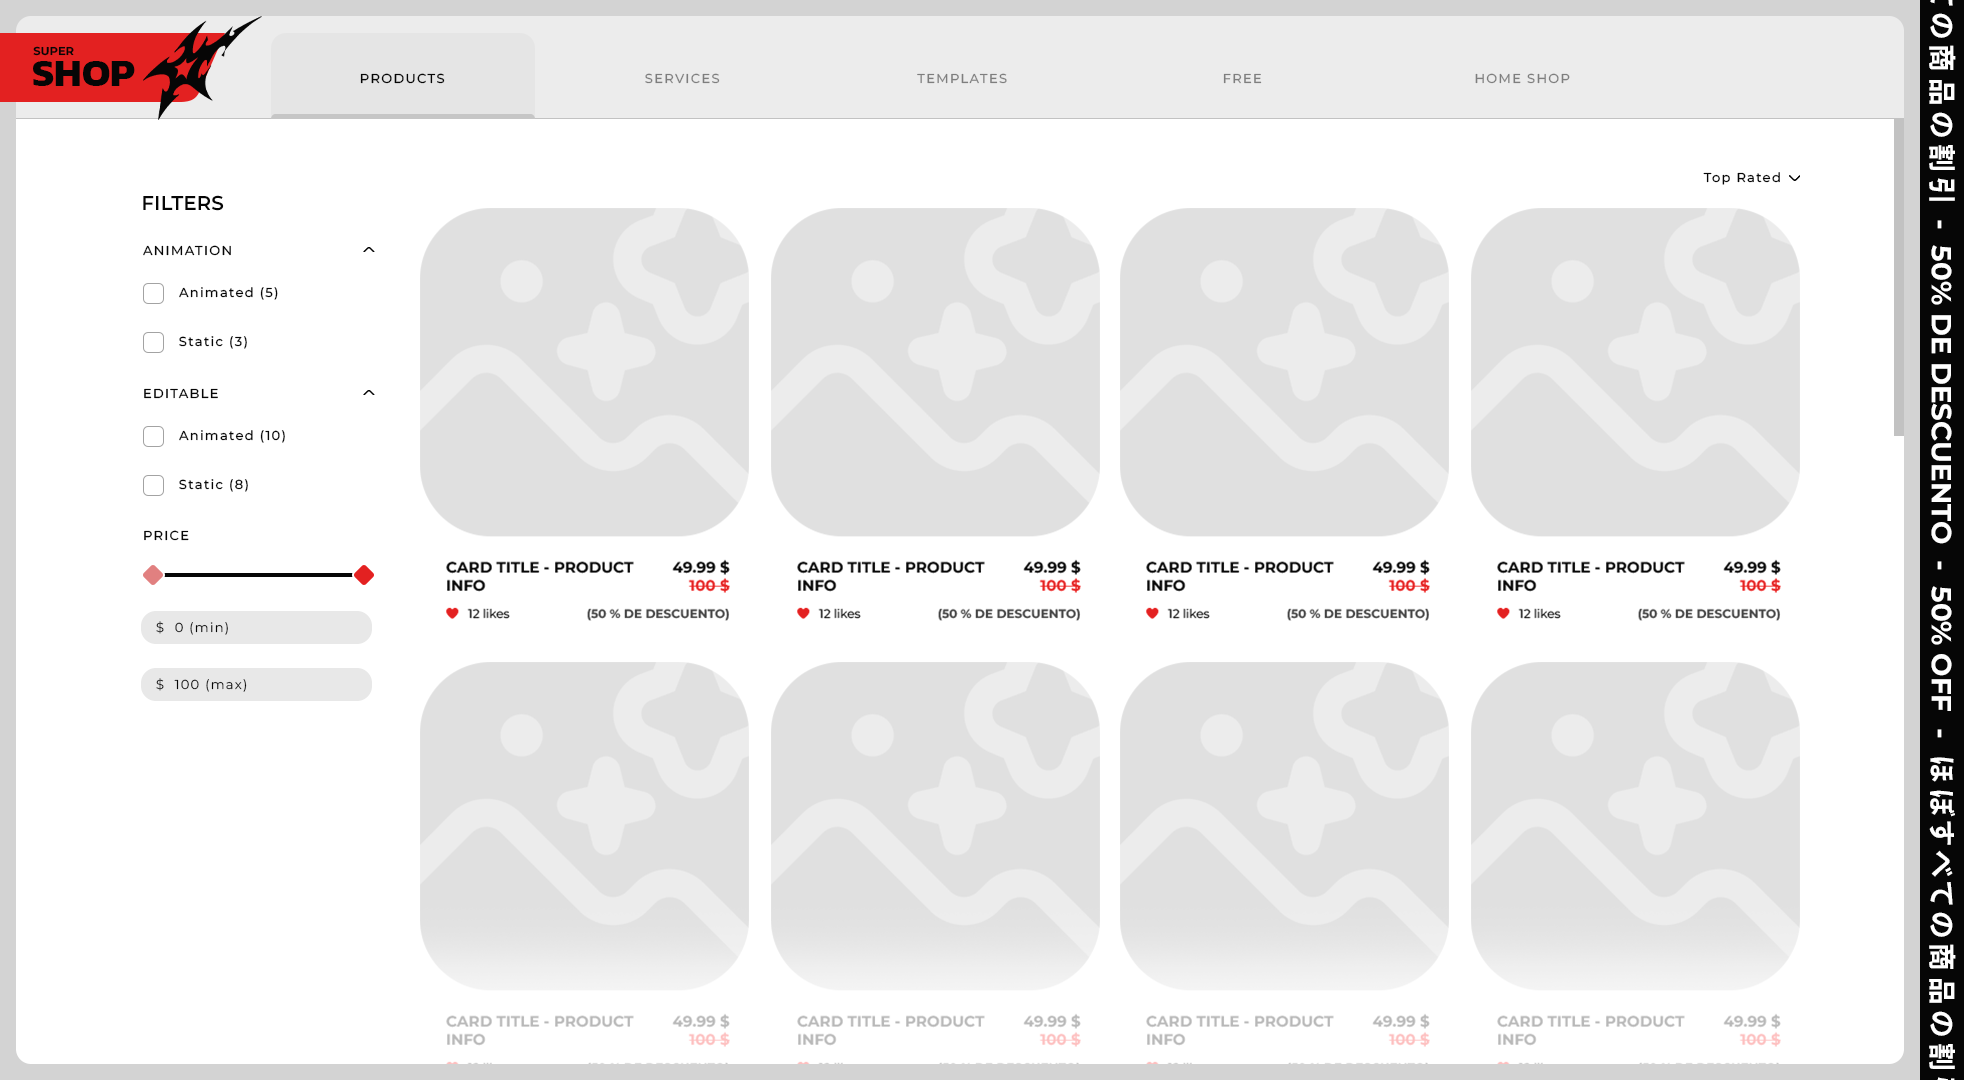 SUPER
SHOP
PRODUCTS
SERVICES
TEMPLATES
FREE
HOME SHOP
Top Rated
FILTERS
ANIMATION
Animated (5)
Static (3)
EDITABLE
Animated (10)
Static (8)
PRICE
$ 0 (min)
$ 100 (max)
CARD TITLE - PRODUCT
INFO
49.99 $
100 $
12 likes
(50 % DE DESCUENTO)
CARD TITLE - PRODUCT
INFO
49.99 $
100 $
12 likes
(50 % DE DESCUENTO)
CARD TITLE - PRODUCT
INFO
49.99 $
100 $
12 likes
(50 % DE DESCUENTO)
CARD TITLE - PRODUCT
INFO
49.99 $
100 $
12 likes
(50 % DE DESCUENTO)
CARD TITLE - PRODUCT
INFO
49.99 $
100 $
CARD TITLE - PRODUCT
INFO
49.99 $
100 $
CARD TITLE - PRODUCT
INFO
49.99 $
100 $
CARD TITLE - PRODUCT
INFO
49.99 $
100 $
の商品の割引 - 50% DE DESCUENTO - 50% OFF - ほぼすべての商品の割